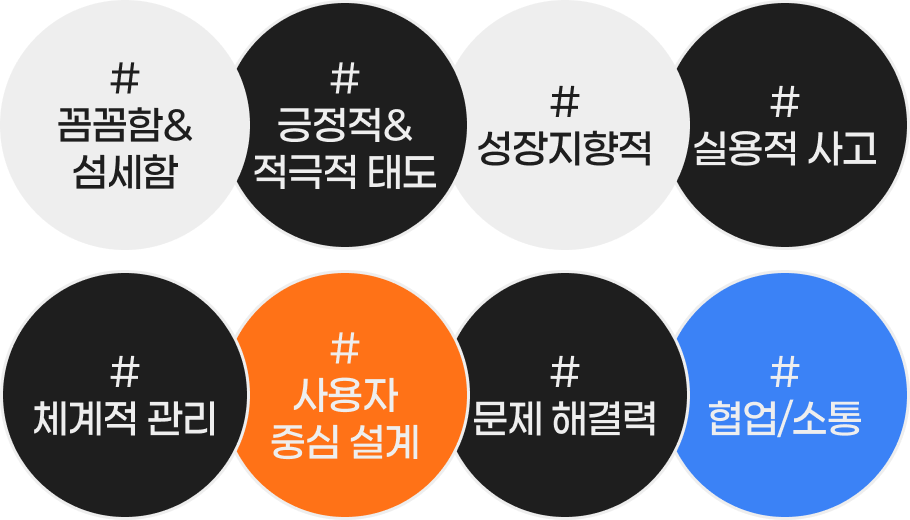 #
꼼꼼함&
섬세함
#
긍정적&
적극적 태도
#
성장지향적
#
실용적 사고
#
체계적 관리
#
사용자
중심 설계
#
문제 해결력
#
협업/소통